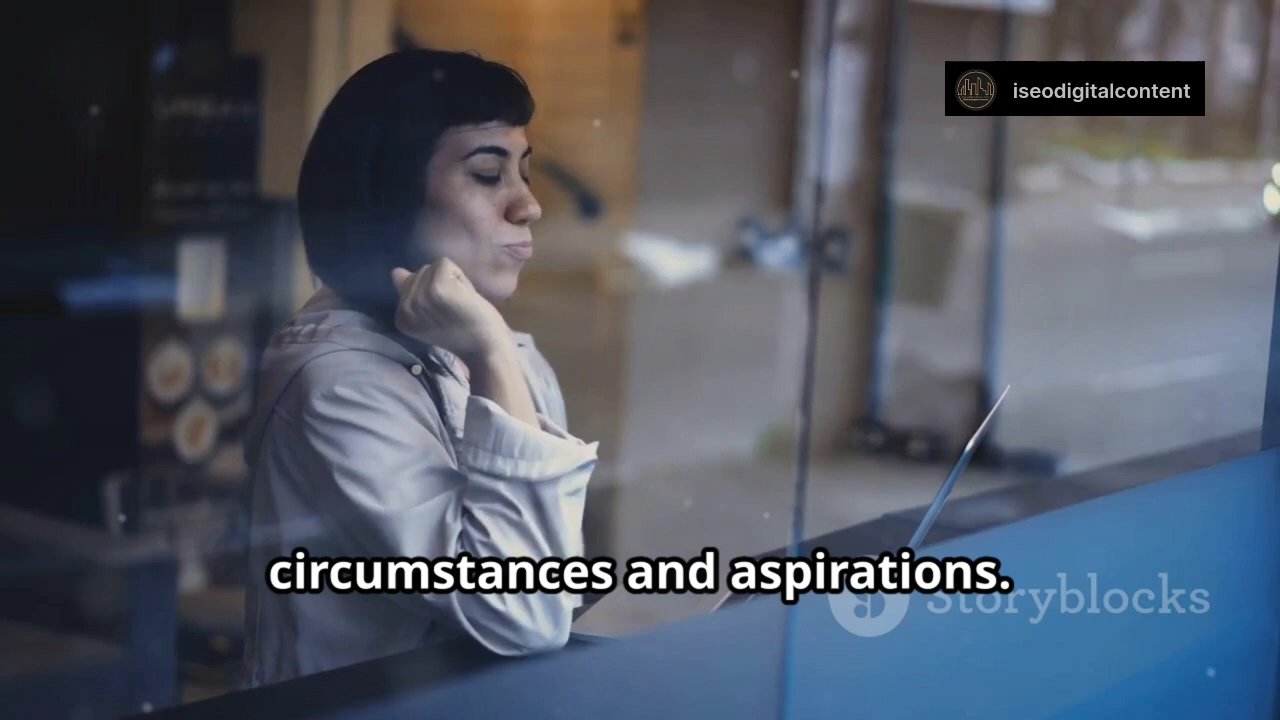 iseodigitalcontent
circumstances and aspirations.
Storyblocks